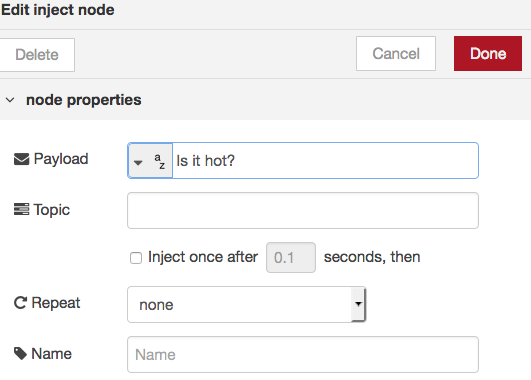 Edit inject node
Delete Cancel Done
node properties
Payload az Is it hot?
Topic
Inject once after 0.1 seconds, then
Repeat none
Name Name